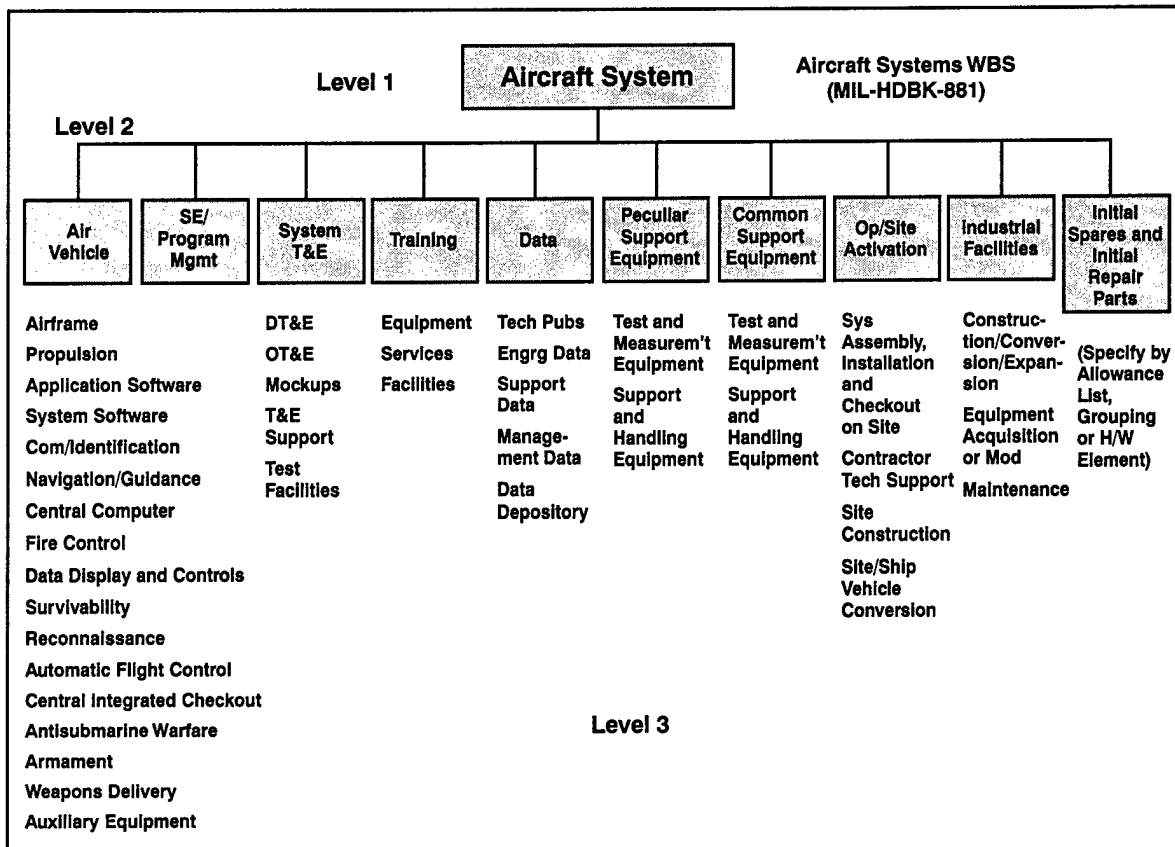 Level 1
Aircraft System
Aircraft Systems WBS
(MIL-HDBK-881)
Level 2
Air
Vehicle
SE/
Program
Mgmt
System
T&E
Training
Data
Peculiar
Support
Equipment
Common
Support
Equipment
Op/Site
Activation
Industrial
Facilities
Initial
Spares and
Initial
Repair
Parts
Airframe
Propulsion
Application Software
System Software
Com/Identification
Navigation/Guidance
Central Computer
Fire Control
Data Display and Controls
Survivability
Reconnaissance
Automatic Flight Control
Central Integrated Checkout
Antisubmarine Warfare
Armament
Weapons Delivery
Auxiliary Equipment
DT&E
OT&E
Mockups
T&E
Support
Test
Facilities
Equipment
Services
Facilities
Tech Pubs
Engrg Data
Support
Data
Manage-
ment Data
Data
Depository
Test and
Measurem't
Equipment
Support
and
Handling
Equipment
Test and
Measurem't
Equipment
Support
and
Handling
Equipment
Sys
Assembly,
Installation
and
Checkout
on Site
Contractor
Tech Support
Site
Construction
Site/Ship
Vehicle
Conversion
Construc-
tion/Conver-
sion/Expan-
sion
Equipment
Acquisition
or Mod
Maintenance
(Specify by
Allowance
List,
Grouping
or H/W
Element)
Level 3